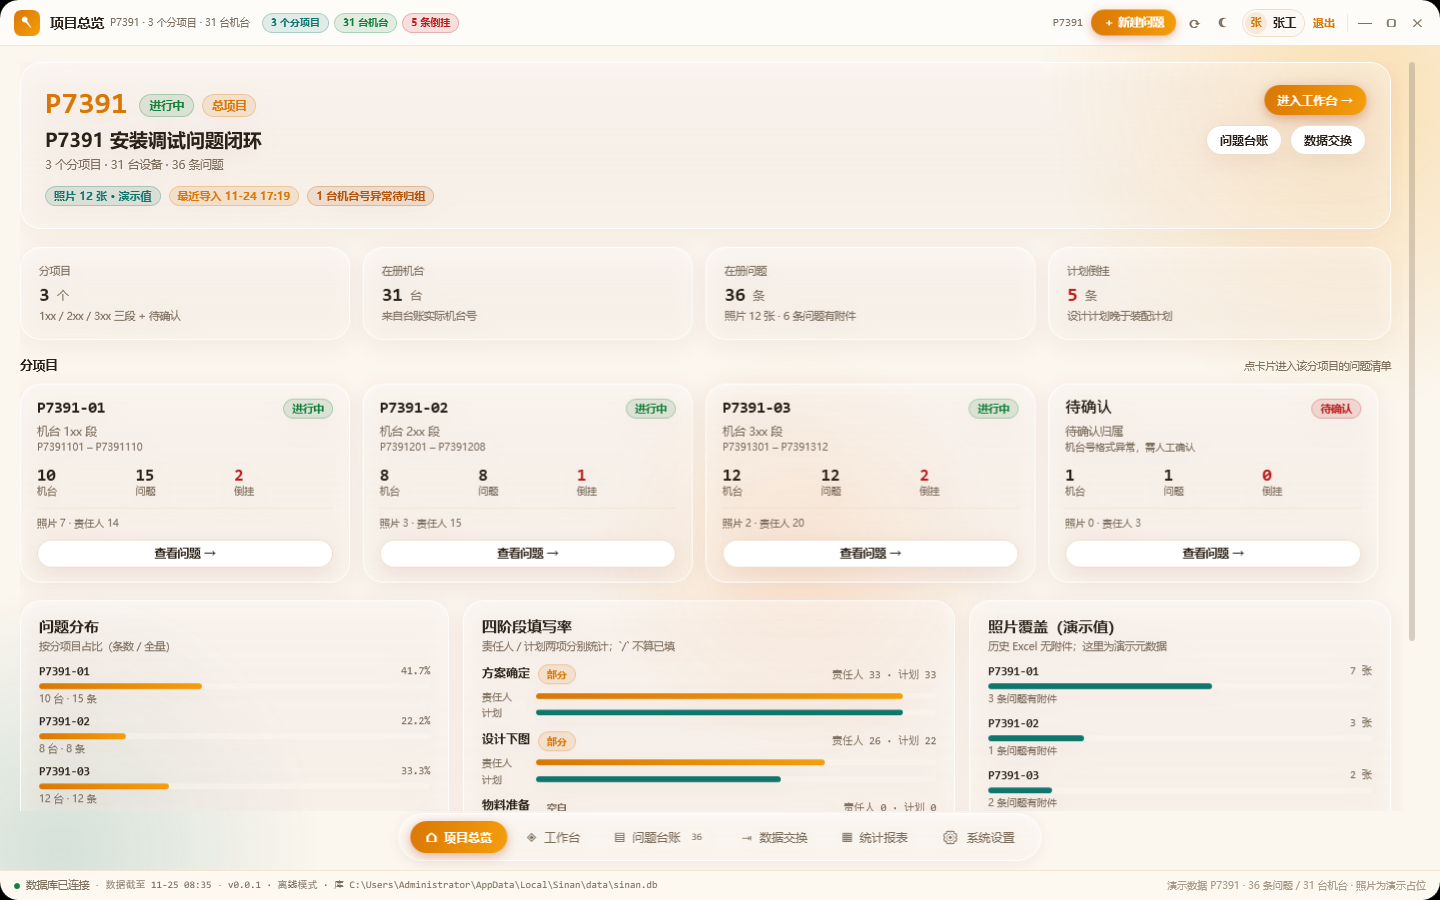 项目总览 P7391 · 3 个分项目 · 31 台机台 3 个分项目 31 台机台 5 条倒挂 P7391 + 新建问题 张 张工 退出
P7391 进行中 总项目 进入工作台 →
P7391 安装调试问题闭环 问题台账 数据交换
3 个分项目 · 31 台设备 · 36 条问题
照片 12 张 • 演示值 最近导入 11-24 17:19 1 台机台号异常待归组
分项目 在册机台 在册问题 计划倒挂
3 个 31 台 36 条 5 条
1xx / 2xx / 3xx 三段 + 待确认 来自台账实际机台号 照片 12 张 · 6 条问题有附件 设计计划晚于装配计划
分项目 点卡片进入该分项目的问题清单
P7391-01 进行中 P7391-02 进行中 P7391-03 进行中 待确认 待确认
机台 1xx 段 机台 2xx 段 机台 3xx 段 待确认归属
P7391101 – P7391110 P7391201 – P7391208 P7391301 – P7391312 机台号格式异常，需人工确认
10 15 2 8 8 1 12 12 2 1 1 0
机台 问题 倒挂 机台 问题 倒挂 机台 问题 倒挂 机台 问题 倒挂
照片 7 · 责任人 14 照片 3 · 责任人 15 照片 2 · 责任人 20 照片 0 · 责任人 3
查看问题 → 查看问题 → 查看问题 → 查看问题 →
问题分布 四阶段填写率 照片覆盖（演示值）
按分项目占比（条数 / 全量） 责任人 / 计划两项分别统计；`/` 不算已填 历史 Excel 无附件；这里为演示元数据
P7391-01 41.7% 方案确定 部分 责任人 33 · 计划 33 P7391-01 7 张
10 台 · 15 条 责任人 3 条问题有附件
计划
P7391-02 22.2% 设计下图 部分 责任人 26 · 计划 22 P7391-02 3 张
8 台 · 8 条 责任人 1 条问题有附件
P7391-03 33.3% 计划 P7391-03 2 张
12 台 · 12 条 物料准备 空白 责任人 0 · 计划 0 2 条问题有附件
项目总览 工作台 问题台账 36 数据交换 统计报表 系统设置
数据库已连接 · 数据截至 11-25 08:35 · v0.0.1 · 离线模式 · 库 C:\Users\Administrator\AppData\Local\Sinan\data\sinan.db 演示数据 P7391 · 36 条问题 / 31 台机台 · 照片为演示占位